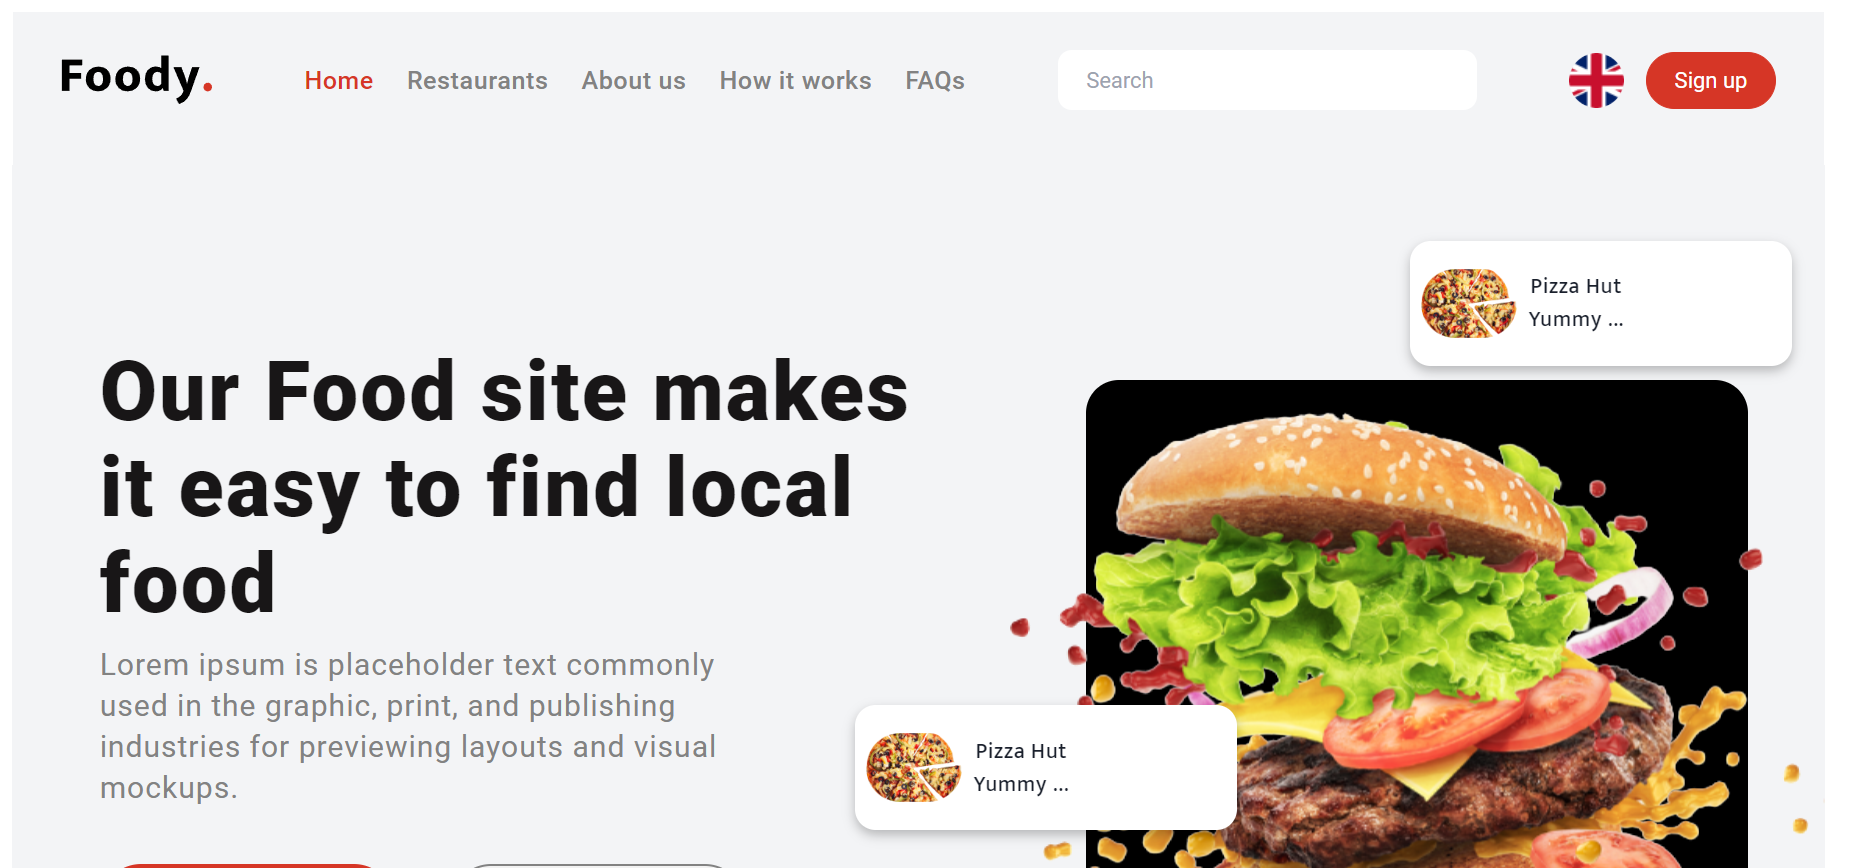 Foody.
Home Restaurants About us How it works FAQs
Search
Sign up
Pizza Hut
Yummy ...
Our Food site makes
it easy to find local
food
Lorem ipsum is placeholder text commonly
used in the graphic, print, and publishing
industries for previewing layouts and visual
mockups.
Pizza Hut
Yummy ...